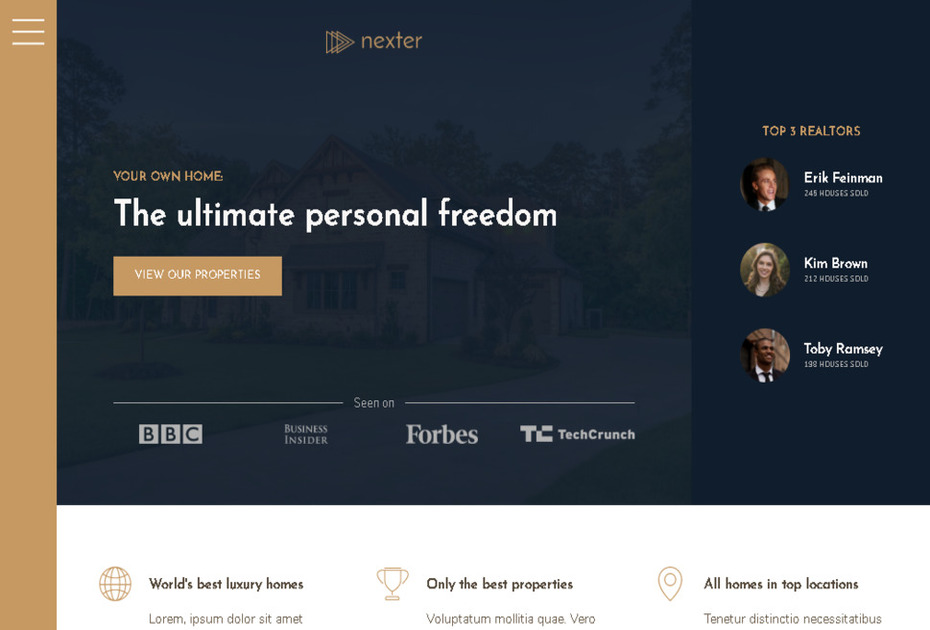 nexter
YOUR OWN HOME:
The ultimate personal freedom
VIEW OUR PROPERTIES
Seen on
BBC
BUSINESS
INSIDER
Forbes
TC TechCrunch
TOP 3 REALTORS
Erik Feinman
245 HOUSES SOLD
Kim Brown
212 HOUSES SOLD
Toby Ramsey
198 HOUSES SOLD
World's best luxury homes
Lorem, ipsum dolor sit amet
Only the best properties
Voluptatum mollitia quae. Vero
All homes in top locations
Tenetur distinctio necessitatibus